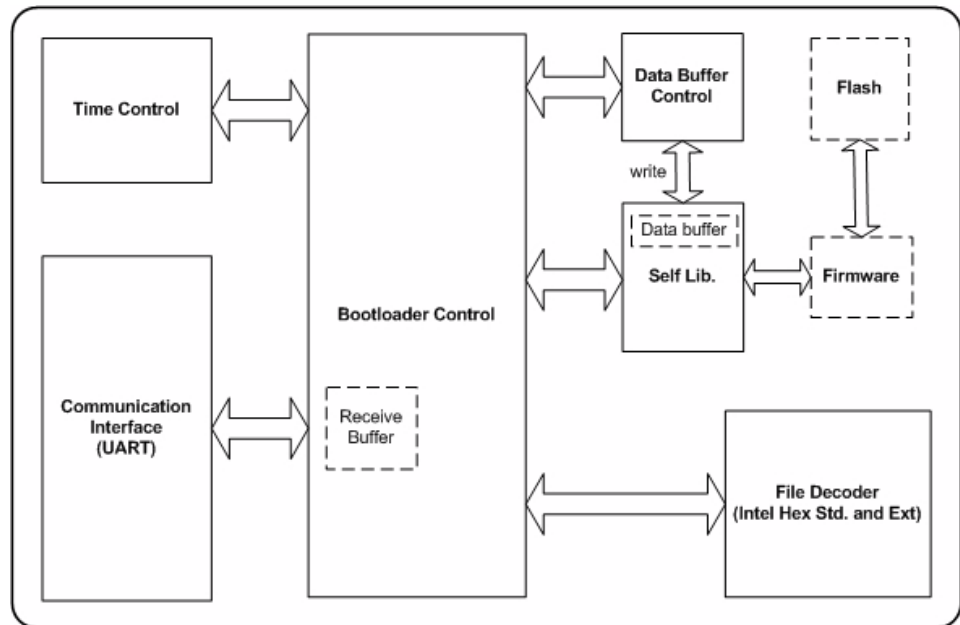 Time Control
Communication
Interface
(UART)
Bootloader Control
Receive
Buffer
Data Buffer
Control
write
Data buffer
Self Lib.
Flash
Firmware
File Decoder
(Intel Hex Std. and Ext)